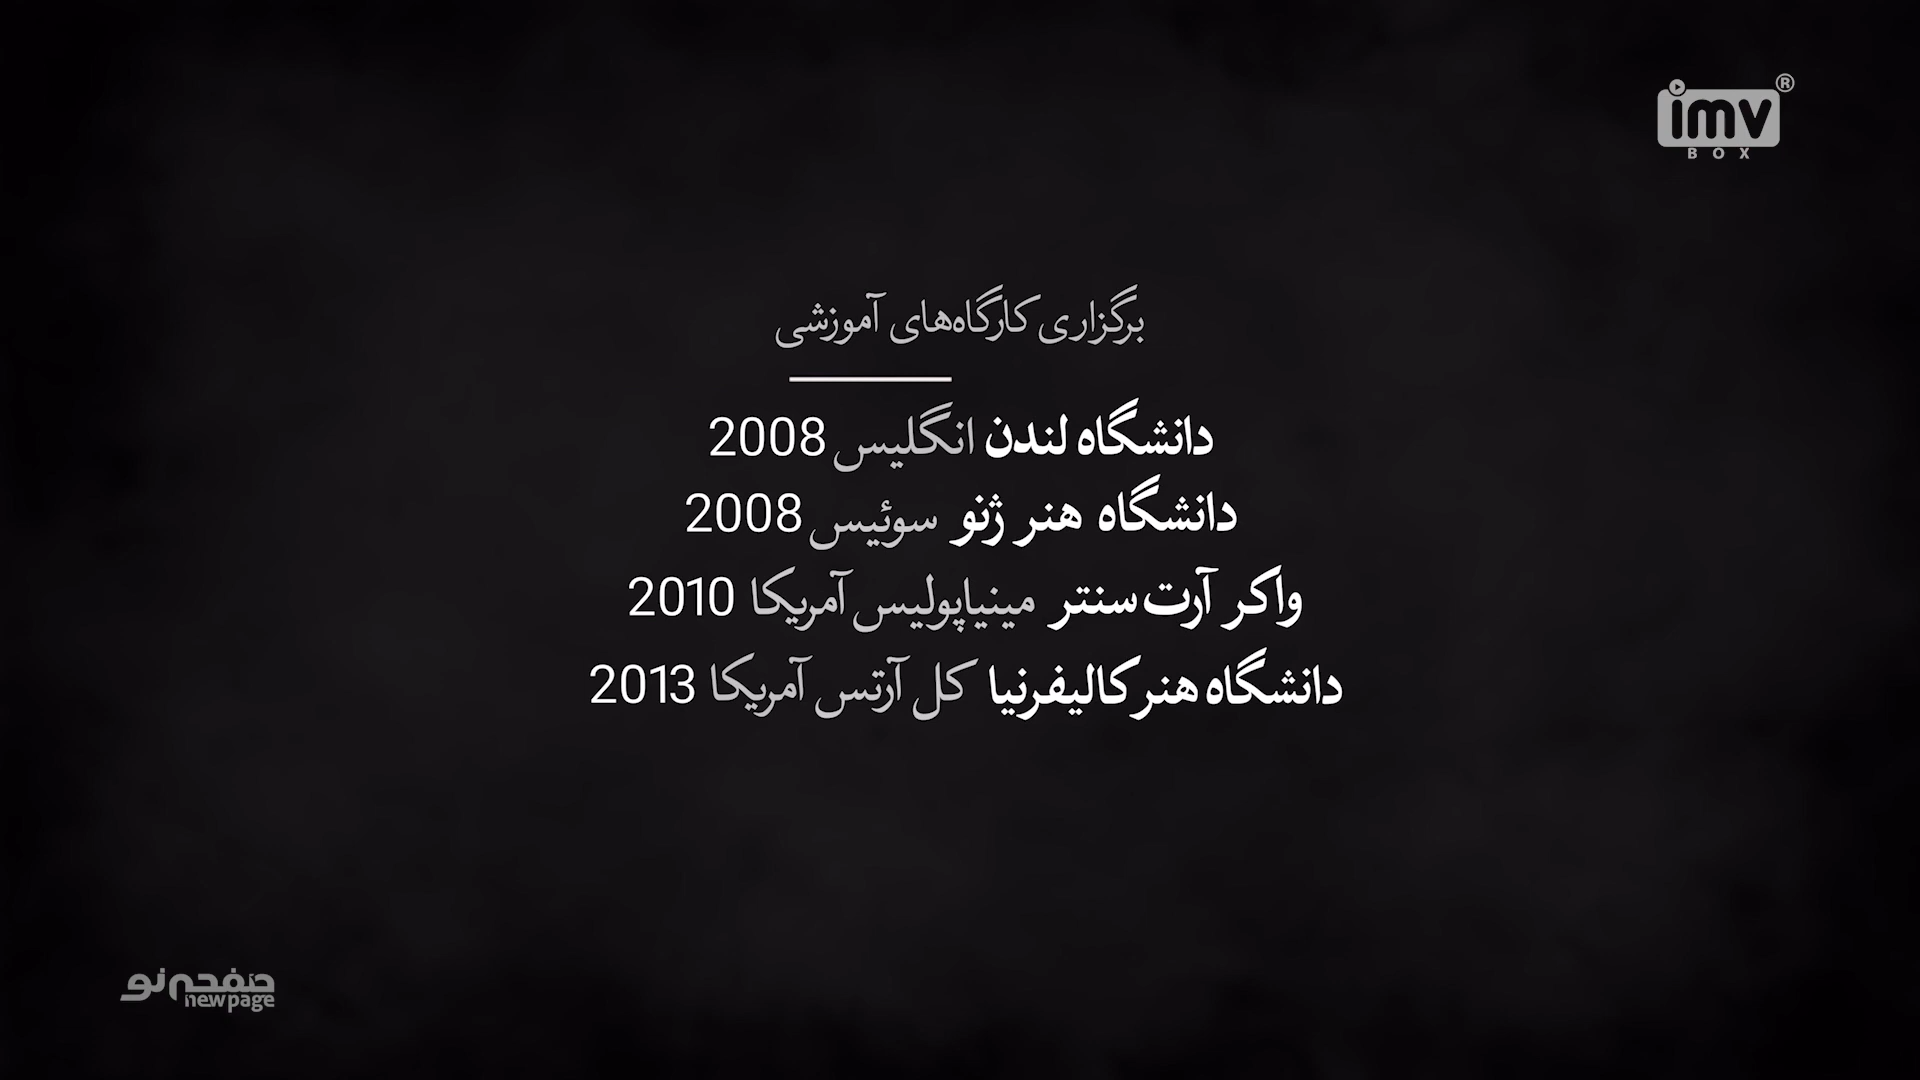 imv®
BOX
برگزاری کارگاه‌های آموزشی
دانشگاه لندن انگلیس 2008
دانشگاه هنر ژنو سوئیس 2008
واکر آرت سنتر مینیاپولیس آمریکا 2010
دانشگاه هنر کالیفرنیا کل آرتس آمریکا 2013
صفحه نو
newpage